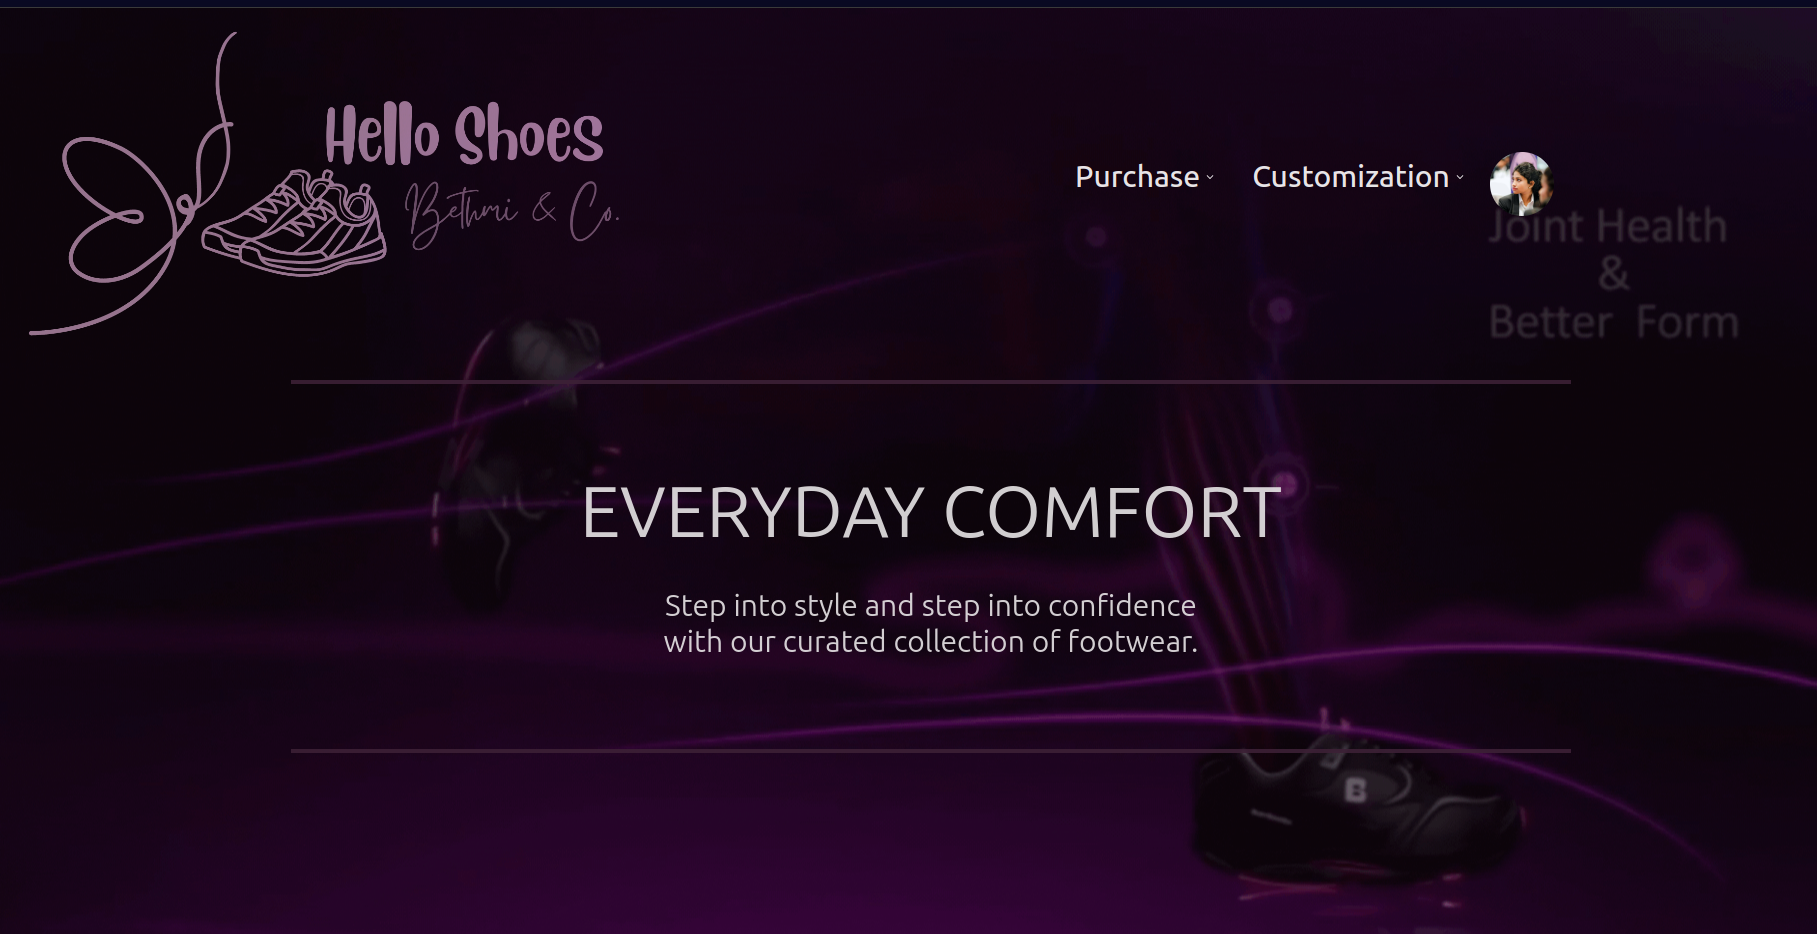 Hello Shoes
Bethmi & Co.
Purchase
Customization
Joint Health
&
Better Form
EVERYDAY COMFORT
Step into style and step into confidence
with our curated collection of footwear.
B